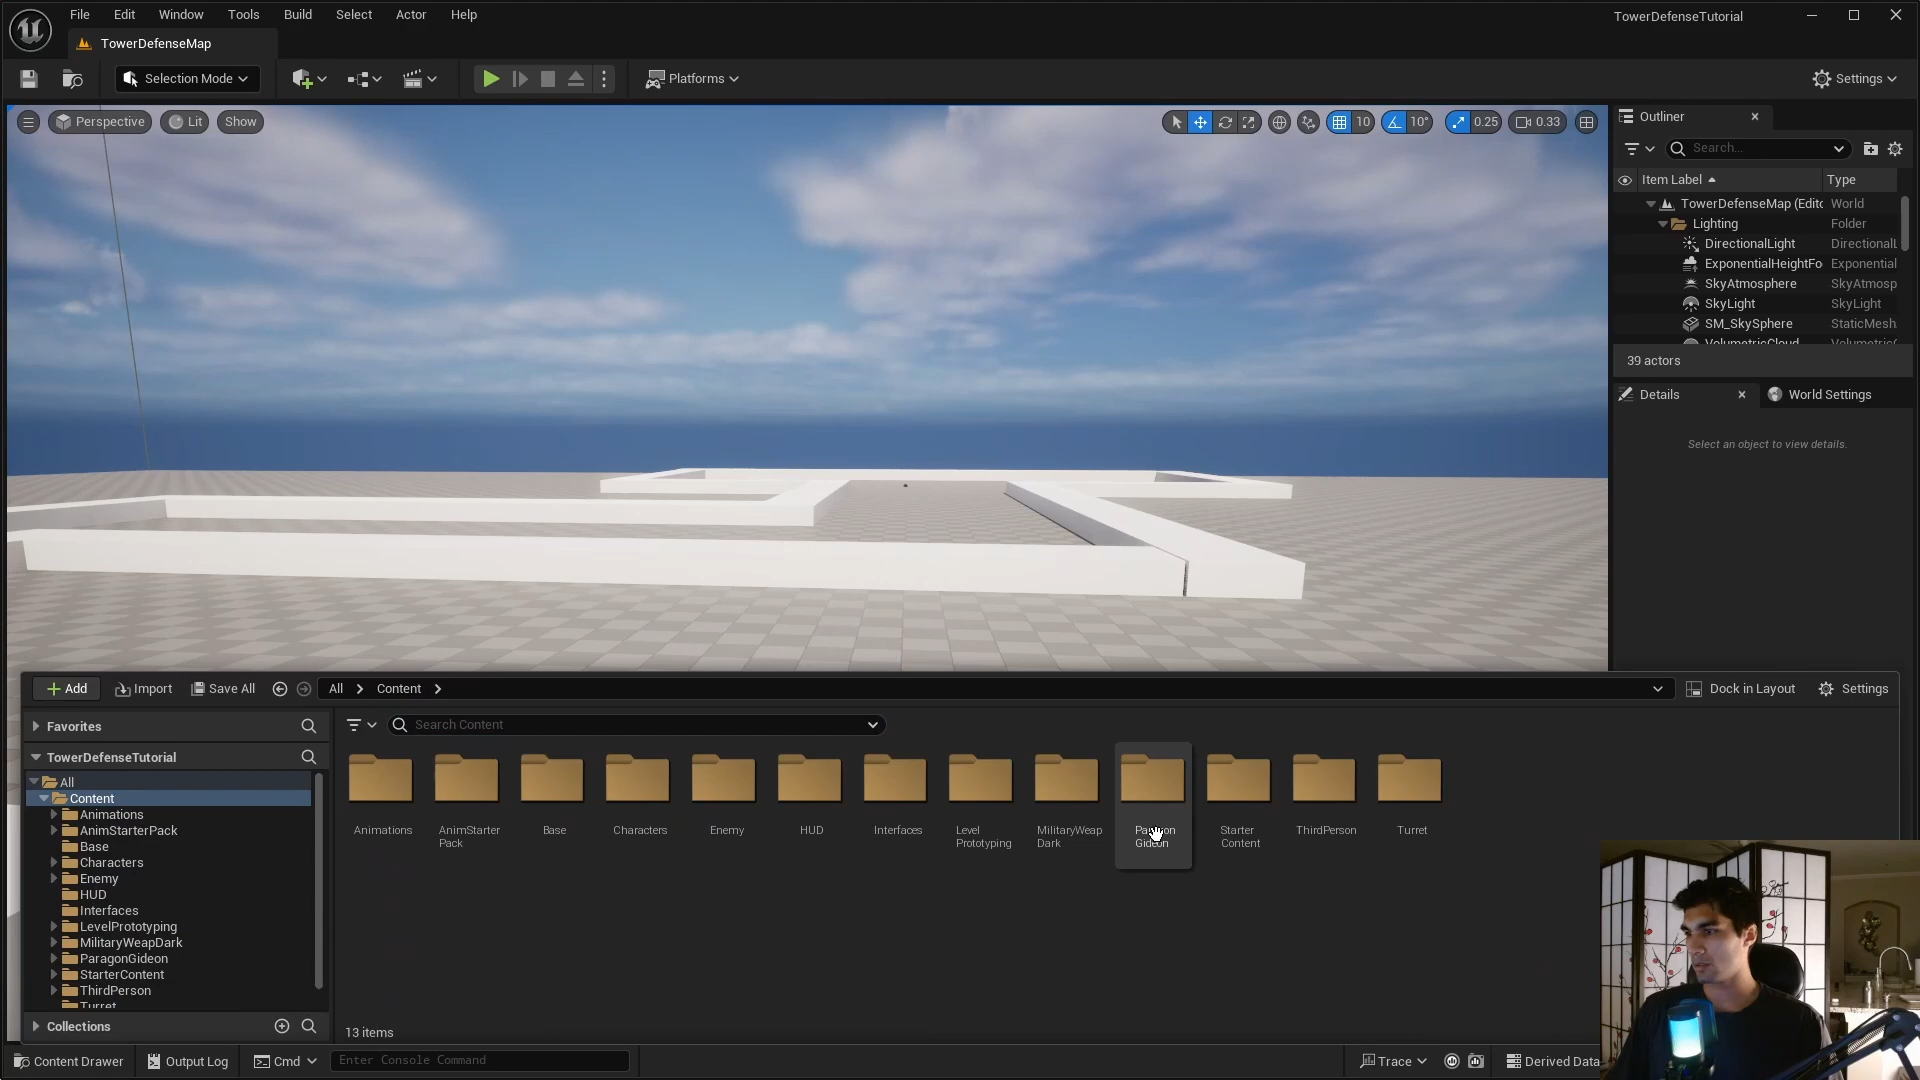 File Edit Window Tools Build Select Actor Help
TowerDefenseTutorial
TowerDefenseMap
Selection Mode
Platforms
Settings
Perspective Lit Show
10 10° 0.25 0.33
Outliner
Search...
Item Label Type
TowerDefenseMap (Edito World
Lighting Folder
DirectionalLight DirectionalL
ExponentialHeightFo Exponential
SkyAtmosphere SkyAtmosp
SkyLight SkyLight
SM_SkySphere StaticMesh
VolumetricCloud Volumetric
39 actors
Details World Settings
Select an object to view details.
Add Import Save All All Content Dock in Layout Settings
Favorites
Search Content
TowerDefenseTutorial
All
Content
Animations
AnimStarterPack
Base
Characters
Enemy
HUD
Interfaces
LevelPrototyping
MilitaryWeapDark
ParagonGideon
StarterContent
ThirdPerson
Turret
Collections
Animations
AnimStarter
Pack
Base
Characters
Enemy
HUD
Interfaces
Level
Prototyping
MilitaryWeap
Dark
Paragon
Gideon
Starter
Content
ThirdPerson
Turret
13 items
Content Drawer Output Log Cmd Enter Console Command Trace Derived Data